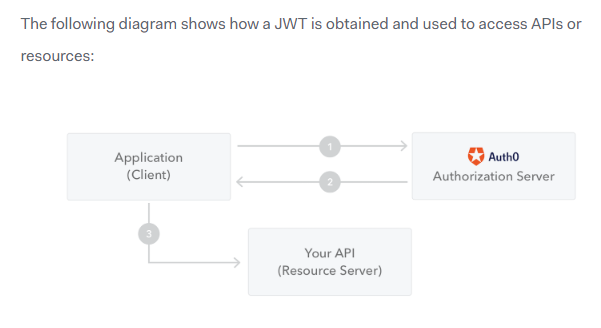 The following diagram shows how a JWT is obtained and used to access APIs or
resources:
Application
(Client)
1
2
Auth0
Authorization Server
3
Your API
(Resource Server)